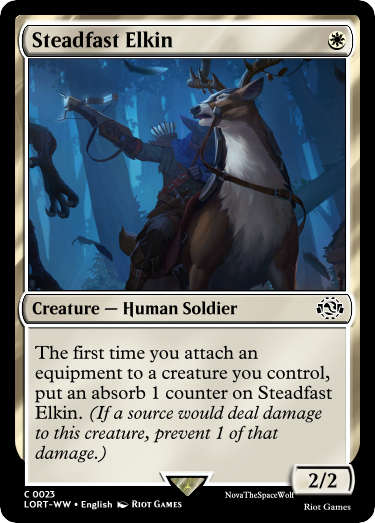 Steadfast Elkin
Creature — Human Soldier
The first time you attach an
equipment to a creature you control,
put an absorb 1 counter on Steadfast
Elkin. (If a source would deal damage
to this creature, prevent 1 of that
damage.)
2/2
C 0023
LORT-WW • English Riot Games
NovaTheSpaceWolf
Riot Games